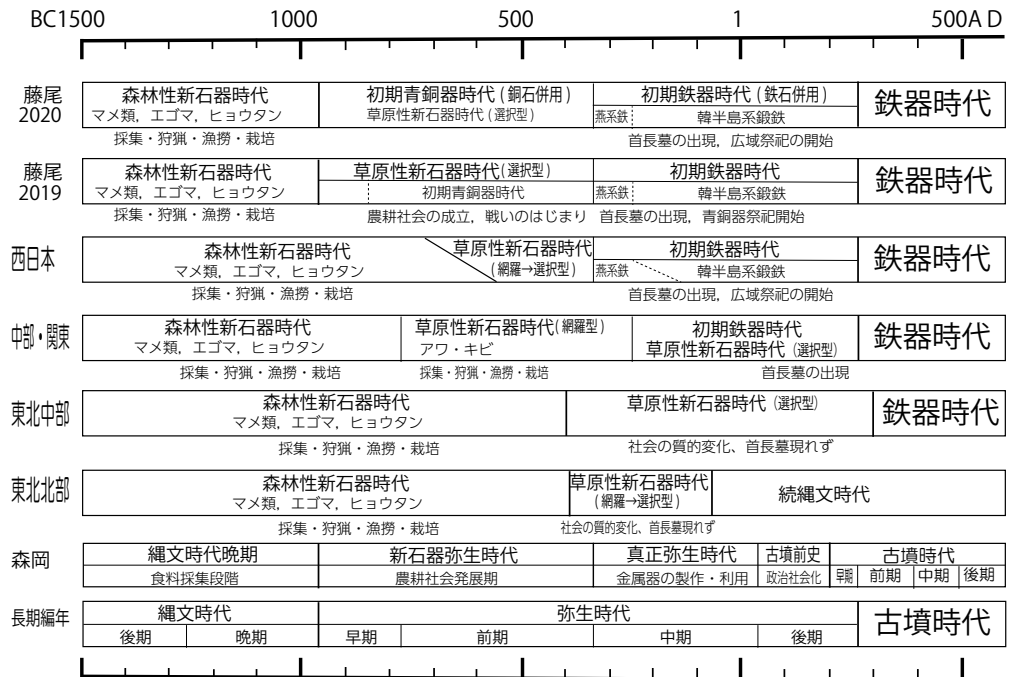 BC1500 1000 500 1 500A D
藤尾
2020
森林性新石器時代
マメ類，エゴマ，ヒョウタン
採集・狩猟・漁撈・栽培
初期青銅器時代 ( 銅石併用 )
草原性新石器時代 ( 選択型 )
初期鉄器時代 ( 鉄石併用 )
燕系鉄 韓半島系鍛鉄
首長墓の出現，広域祭祀の開始
鉄器時代
藤尾
2019
森林性新石器時代
マメ類，エゴマ，ヒョウタン
採集・狩猟・漁撈・栽培
草原性新石器時代(選択型)
初期青銅器時代
農耕社会の成立，戦いのはじまり
初期鉄器時代
燕系鉄 韓半島系鍛鉄
首長墓の出現，青銅器祭祀開始
鉄器時代
西日本
森林性新石器時代
マメ類，エゴマ，ヒョウタン
採集・狩猟・漁撈・栽培
草原性新石器時代
( 網羅→選択型 )
初期鉄器時代
燕系鉄 韓半島系鍛鉄
首長墓の出現，広域祭祀の開始
鉄器時代
中部・関東
森林性新石器時代
マメ類，エゴマ，ヒョウタン
採集・狩猟・漁撈・栽培
草原性新石器時代(網羅型)
アワ・キビ
採集・狩猟・漁撈・栽培
初期鉄器時代
草原性新石器時代 (選択型)
首長墓の出現
鉄器時代
東北中部
森林性新石器時代
マメ類，エゴマ，ヒョウタン
採集・狩猟・漁撈・栽培
草原性新石器時代 (選択型)
社会の質的変化、首長墓現れず
鉄器時代
東北北部
森林性新石器時代
マメ類，エゴマ，ヒョウタン
採集・狩猟・漁撈・栽培
草原性新石器時代
( 網羅→選択型 )
社会の質的変化、首長墓現れず
続縄文時代
森岡
縄文時代晩期 新石器弥生時代 真正弥生時代 古墳前史 古墳時代
食料採集段階 農耕社会発展期 金属器の製作・利用 政治社会化 早期 前期 中期 後期
長期編年
縄文時代 弥生時代 古墳時代
後期 晩期 早期 前期 中期 後期